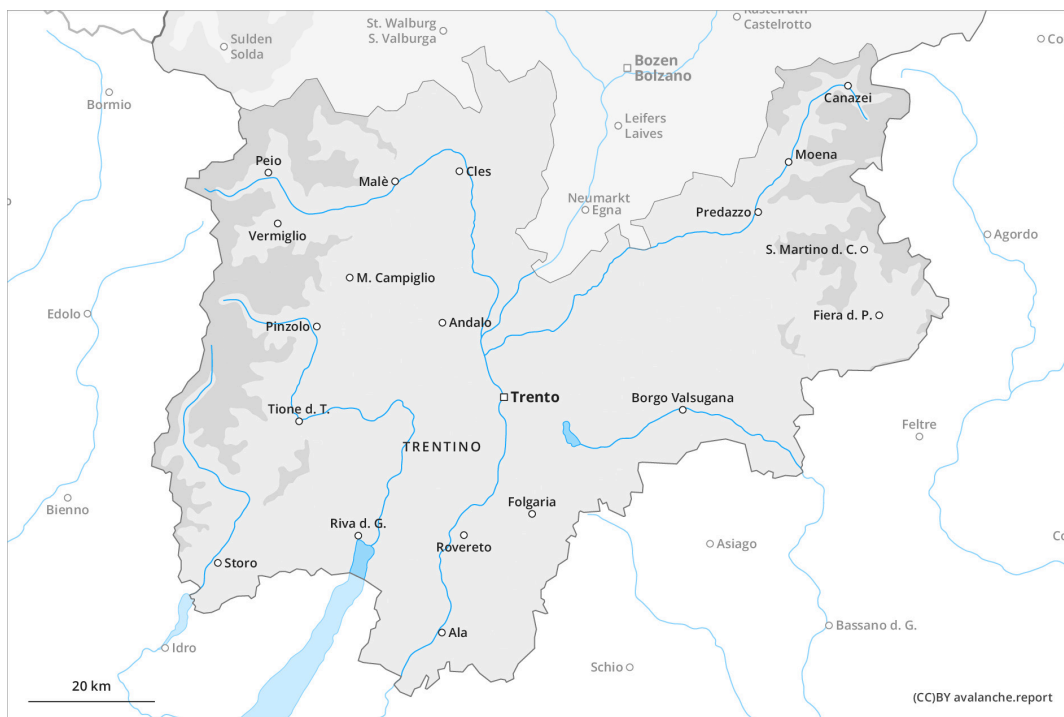 Kastelruth
Castelrotto
St. Walburg
S. Valburga
Sulden
Solda
Bozen
Bolzano
Bormio
Canazei
Leifers
Laives
Moena
Peio
Malè
Cles
Neumarkt
Egna
Predazzo
Vermiglio
Agordo
S. Martino d. C.
M. Campiglio
Edolo
Pinzolo
Andalo
Fiera d. P.
Trento
Borgo Valsugana
Tione d. T.
Feltre
TRENTINO
Bienno
Folgaria
Riva d. G.
Rovereto
Asiago
Storo
Bassano d. G.
Ala
Idro
Schio
20 km
(CC)BY avalanche.report